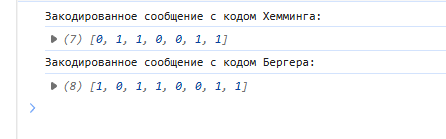 Закодированное сообщение с кодом Хемминга:
(7) [0, 1, 1, 0, 0, 1, 1]
Закодированное сообщение с кодом Бергера:
(8) [1, 0, 1, 1, 0, 0, 1, 1]